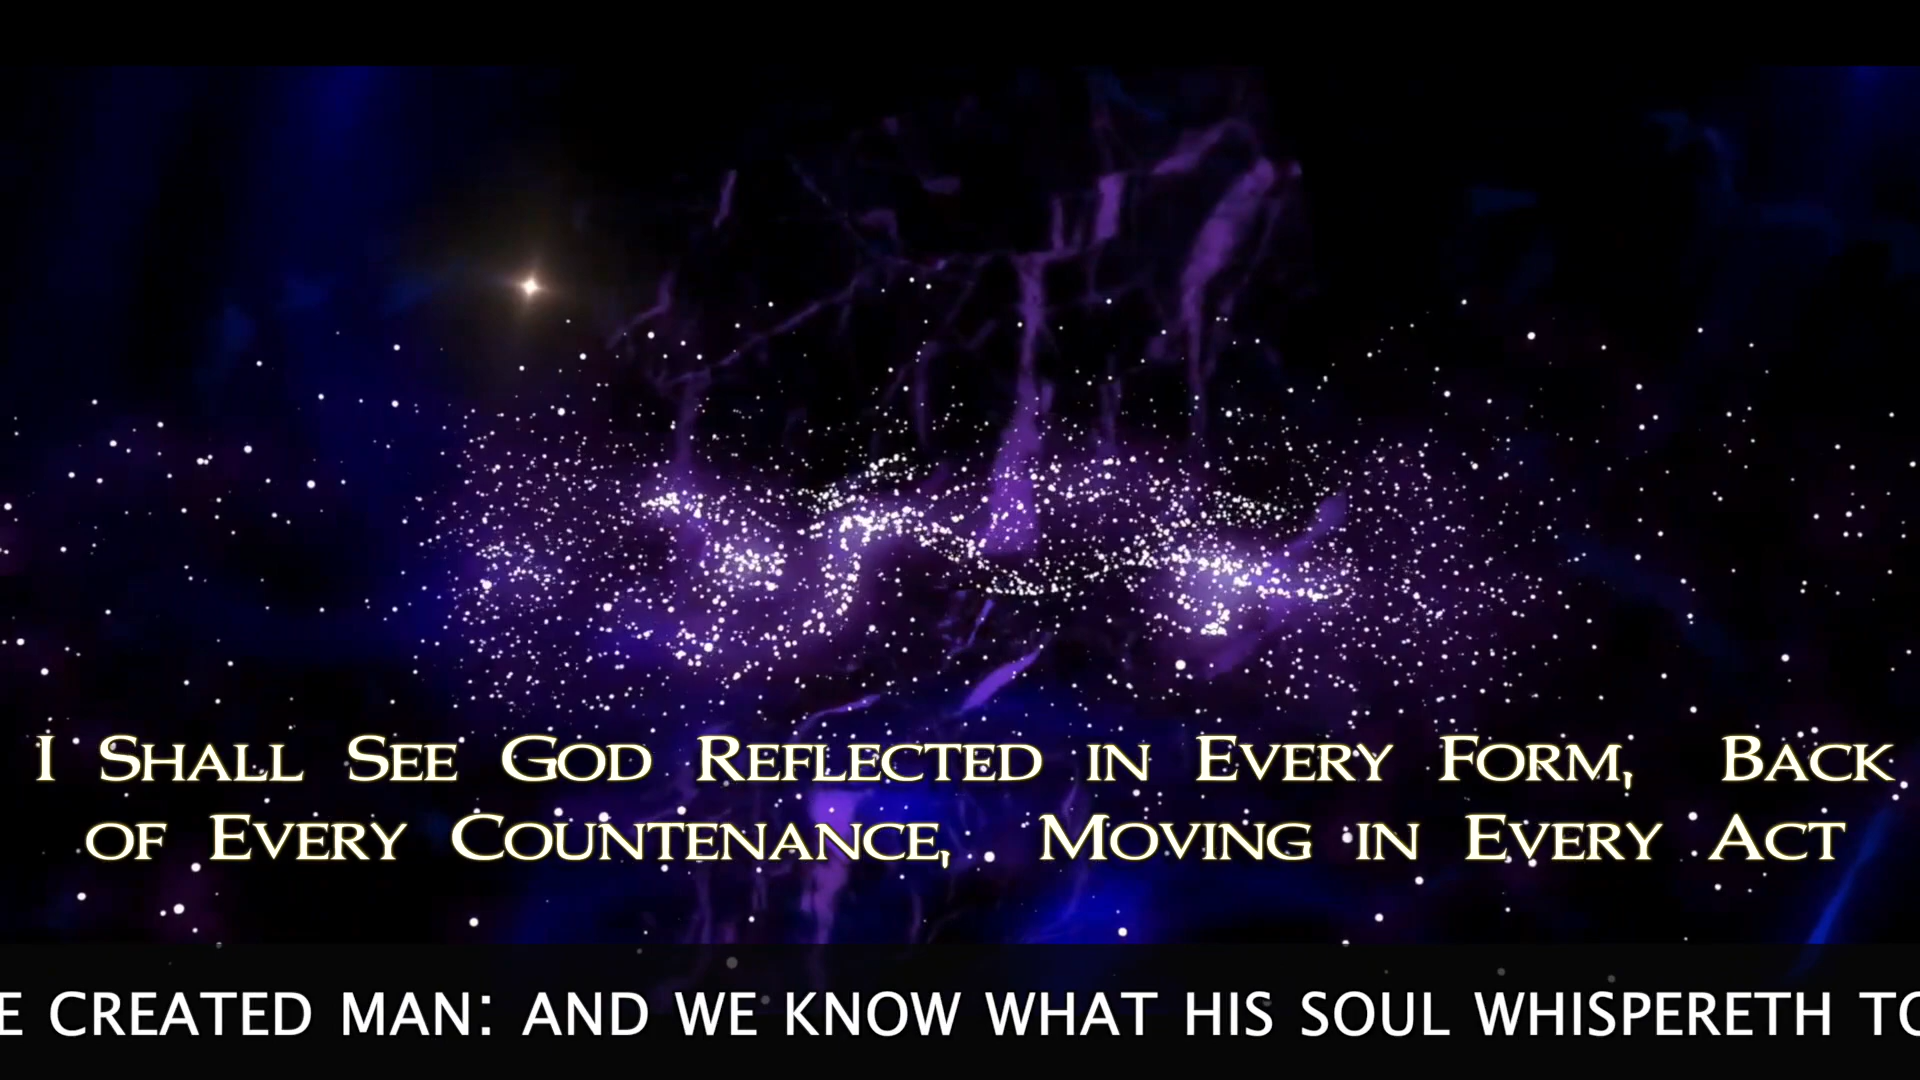 I Shall See God Reflected in Every Form, Back
of Every Countenance, Moving in Every Act
E CREATED MAN: AND WE KNOW WHAT HIS SOUL WHISPERETH TO